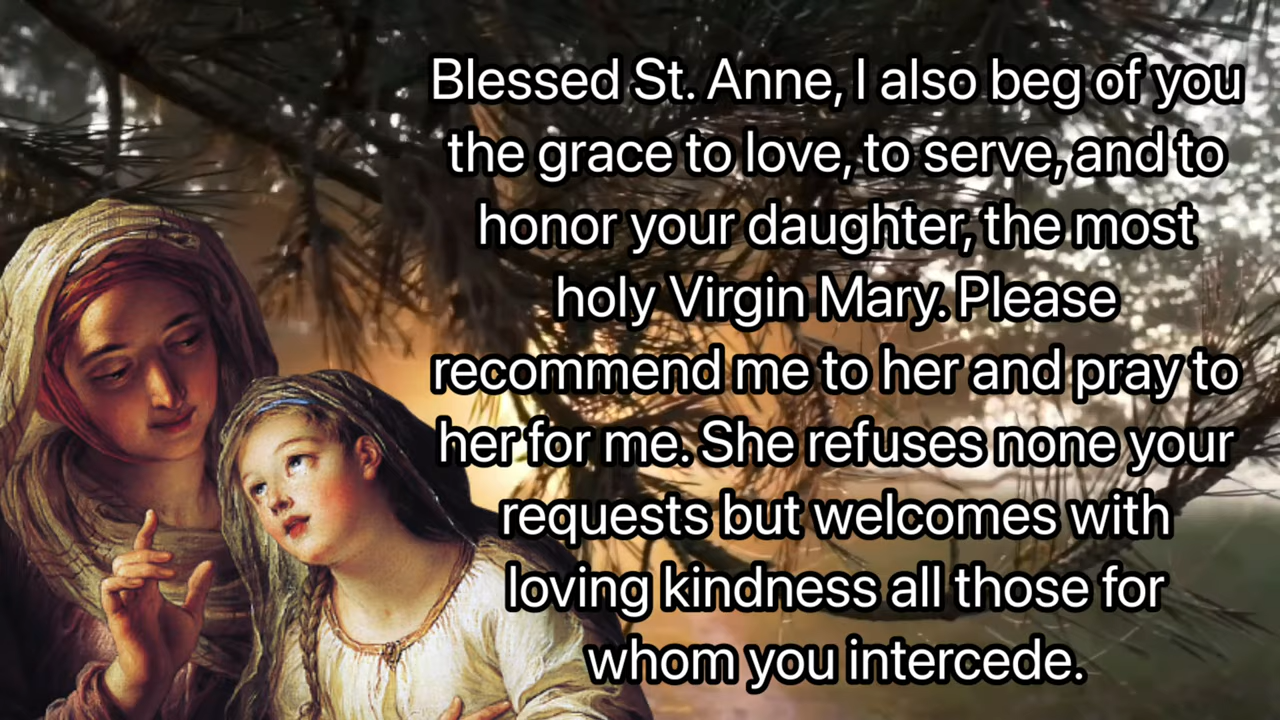 Blessed St. Anne, I also beg of you
the grace to love, to serve, and to
honor your daughter, the most
holy Virgin Mary. Please
recommend me to her and pray to
her for me. She refuses none your
requests but welcomes with
loving kindness all those for
whom you intercede.